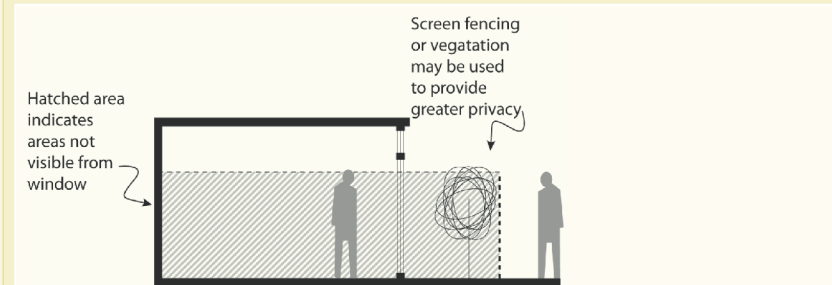 Screen fencing
or vegatation
may be used
to provide
greater privacy
Hatched area
indicates
areas not
visible from
window